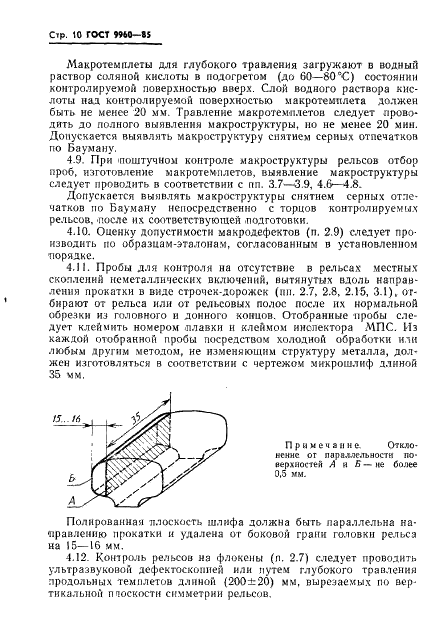 Стр. 10 ГОСТ 9960—85
Макротемплеты для глубокого травления загружают в водный
раствор соляной кислоты в подогретом (до 60—80°С) состоянии
контролируемой поверхностью вверх. Слой водного раствора кис-
лоты над контролируемой поверхностью макротемплета должен
быть не менее 20 мм. Травление макротемплетов следует прово-
дить до полного выявления макроструктуры, но не менее 20 мин.
Допускается выявлять макроструктуру снятием серных отпечатков
по Бауману.
4.9. При поштучном контроле макроструктуры рельсов отбор
проб, изготовление макротемплетов, выявление макроструктуры
следует проводить в соответствии с пп. 3.7—3.9, 4.6—4.8.
Допускается выявлять макроструктуры снятием серных отпе-
чатков по Бауману непосредственно с торцов контролируемых
рельсов, после их соответствующей подготовки.
4.10. Оценку допустимости макродефектов (п. 2.9) следует про-
изводить по образцам-эталонам, согласованным в установленном
порядке.
4.11. Пробы для контроля на отсутствие в рельсах местных
скоплений неметаллических включений, вытянутых вдоль направ-
ления прокатки в виде строчек-дорожек (пп. 2.7, 2.8, 2.15, 3.1), от-
бирают от рельса или от рельсовых полос после их нормальной
обрезки из головного и донного концов. Отобранные пробы сле-
дует клеймить номером плавки и клеймом инспектора МПС. Из
каждой отобранной пробы посредством холодной обработки или
любым другим методом, не изменяющим структуру металла, дол-
жен изготовляться в соответствии с чертежом микрошлиф длиной
35 мм.
15...16
35
Б
А
Примечание. Откло-
нение от параллельности по-
верхностей А и Б — не более
0,5 мм.
Полированная плоскость шлифа должна быть параллельна на-
правлению прокатки и удалена от боковой грани головки рельса
на 15—16 мм.
4.12. Контроль рельсов на флокены (п. 2.7) следует проводить
ультразвуковой дефектоскопией или путем глубокого травления
продольных темплетов длиной (200±20) мм, вырезаемых по вер-
тикальной плоскости симметрии рельсов.